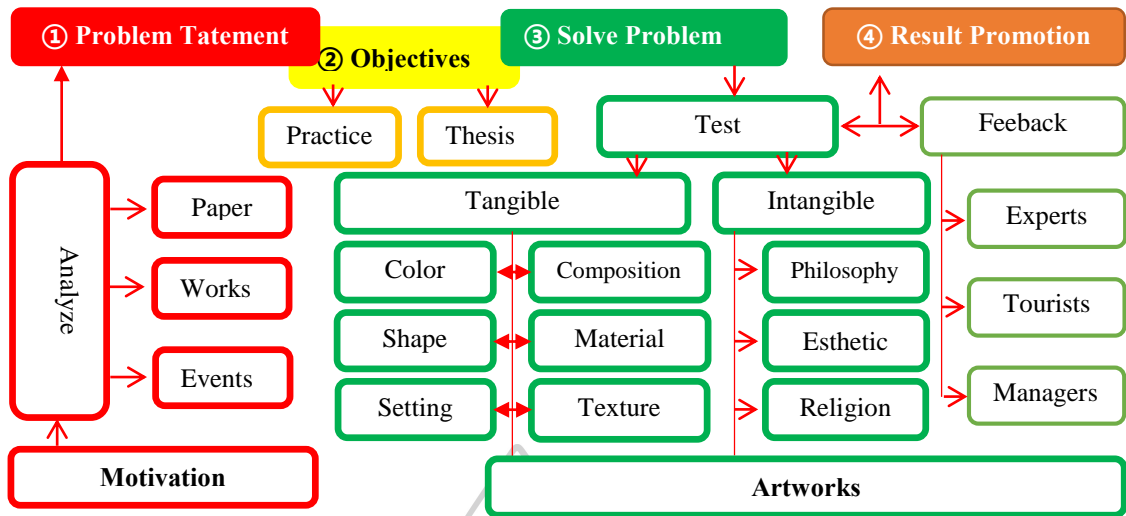 ① Problem Tatement
② Objectives
③ Solve Problem
④ Result Promotion
Practice
Thesis
Test
Feeback
Analyze
Paper
Works
Events
Motivation
Tangible
Intangible
Color
Composition
Shape
Material
Setting
Texture
Philosophy
Esthetic
Religion
Experts
Tourists
Managers
Artworks